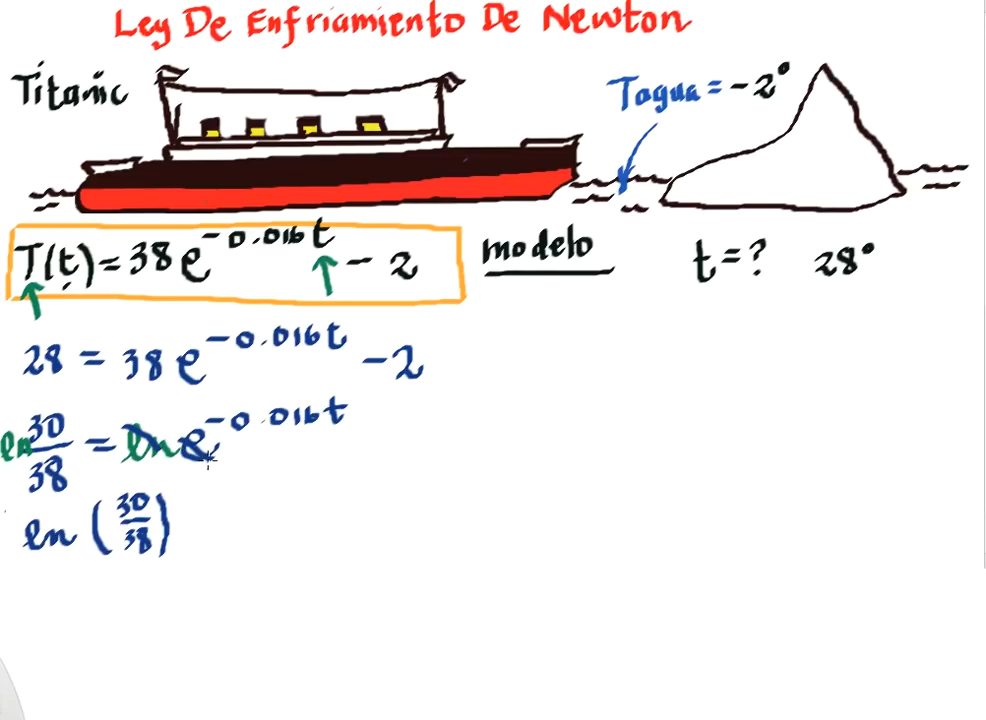 Ley De Enfriamiento De Newton
Titanic
Tagua = -2°
T(t) = 38 e^{-0.016t} - 2
modelo
t = ? 28°
28 = 38 e^{-0.016t} - 2
ln 30/38 = ln e^{-0.016t}
ln (30/38)